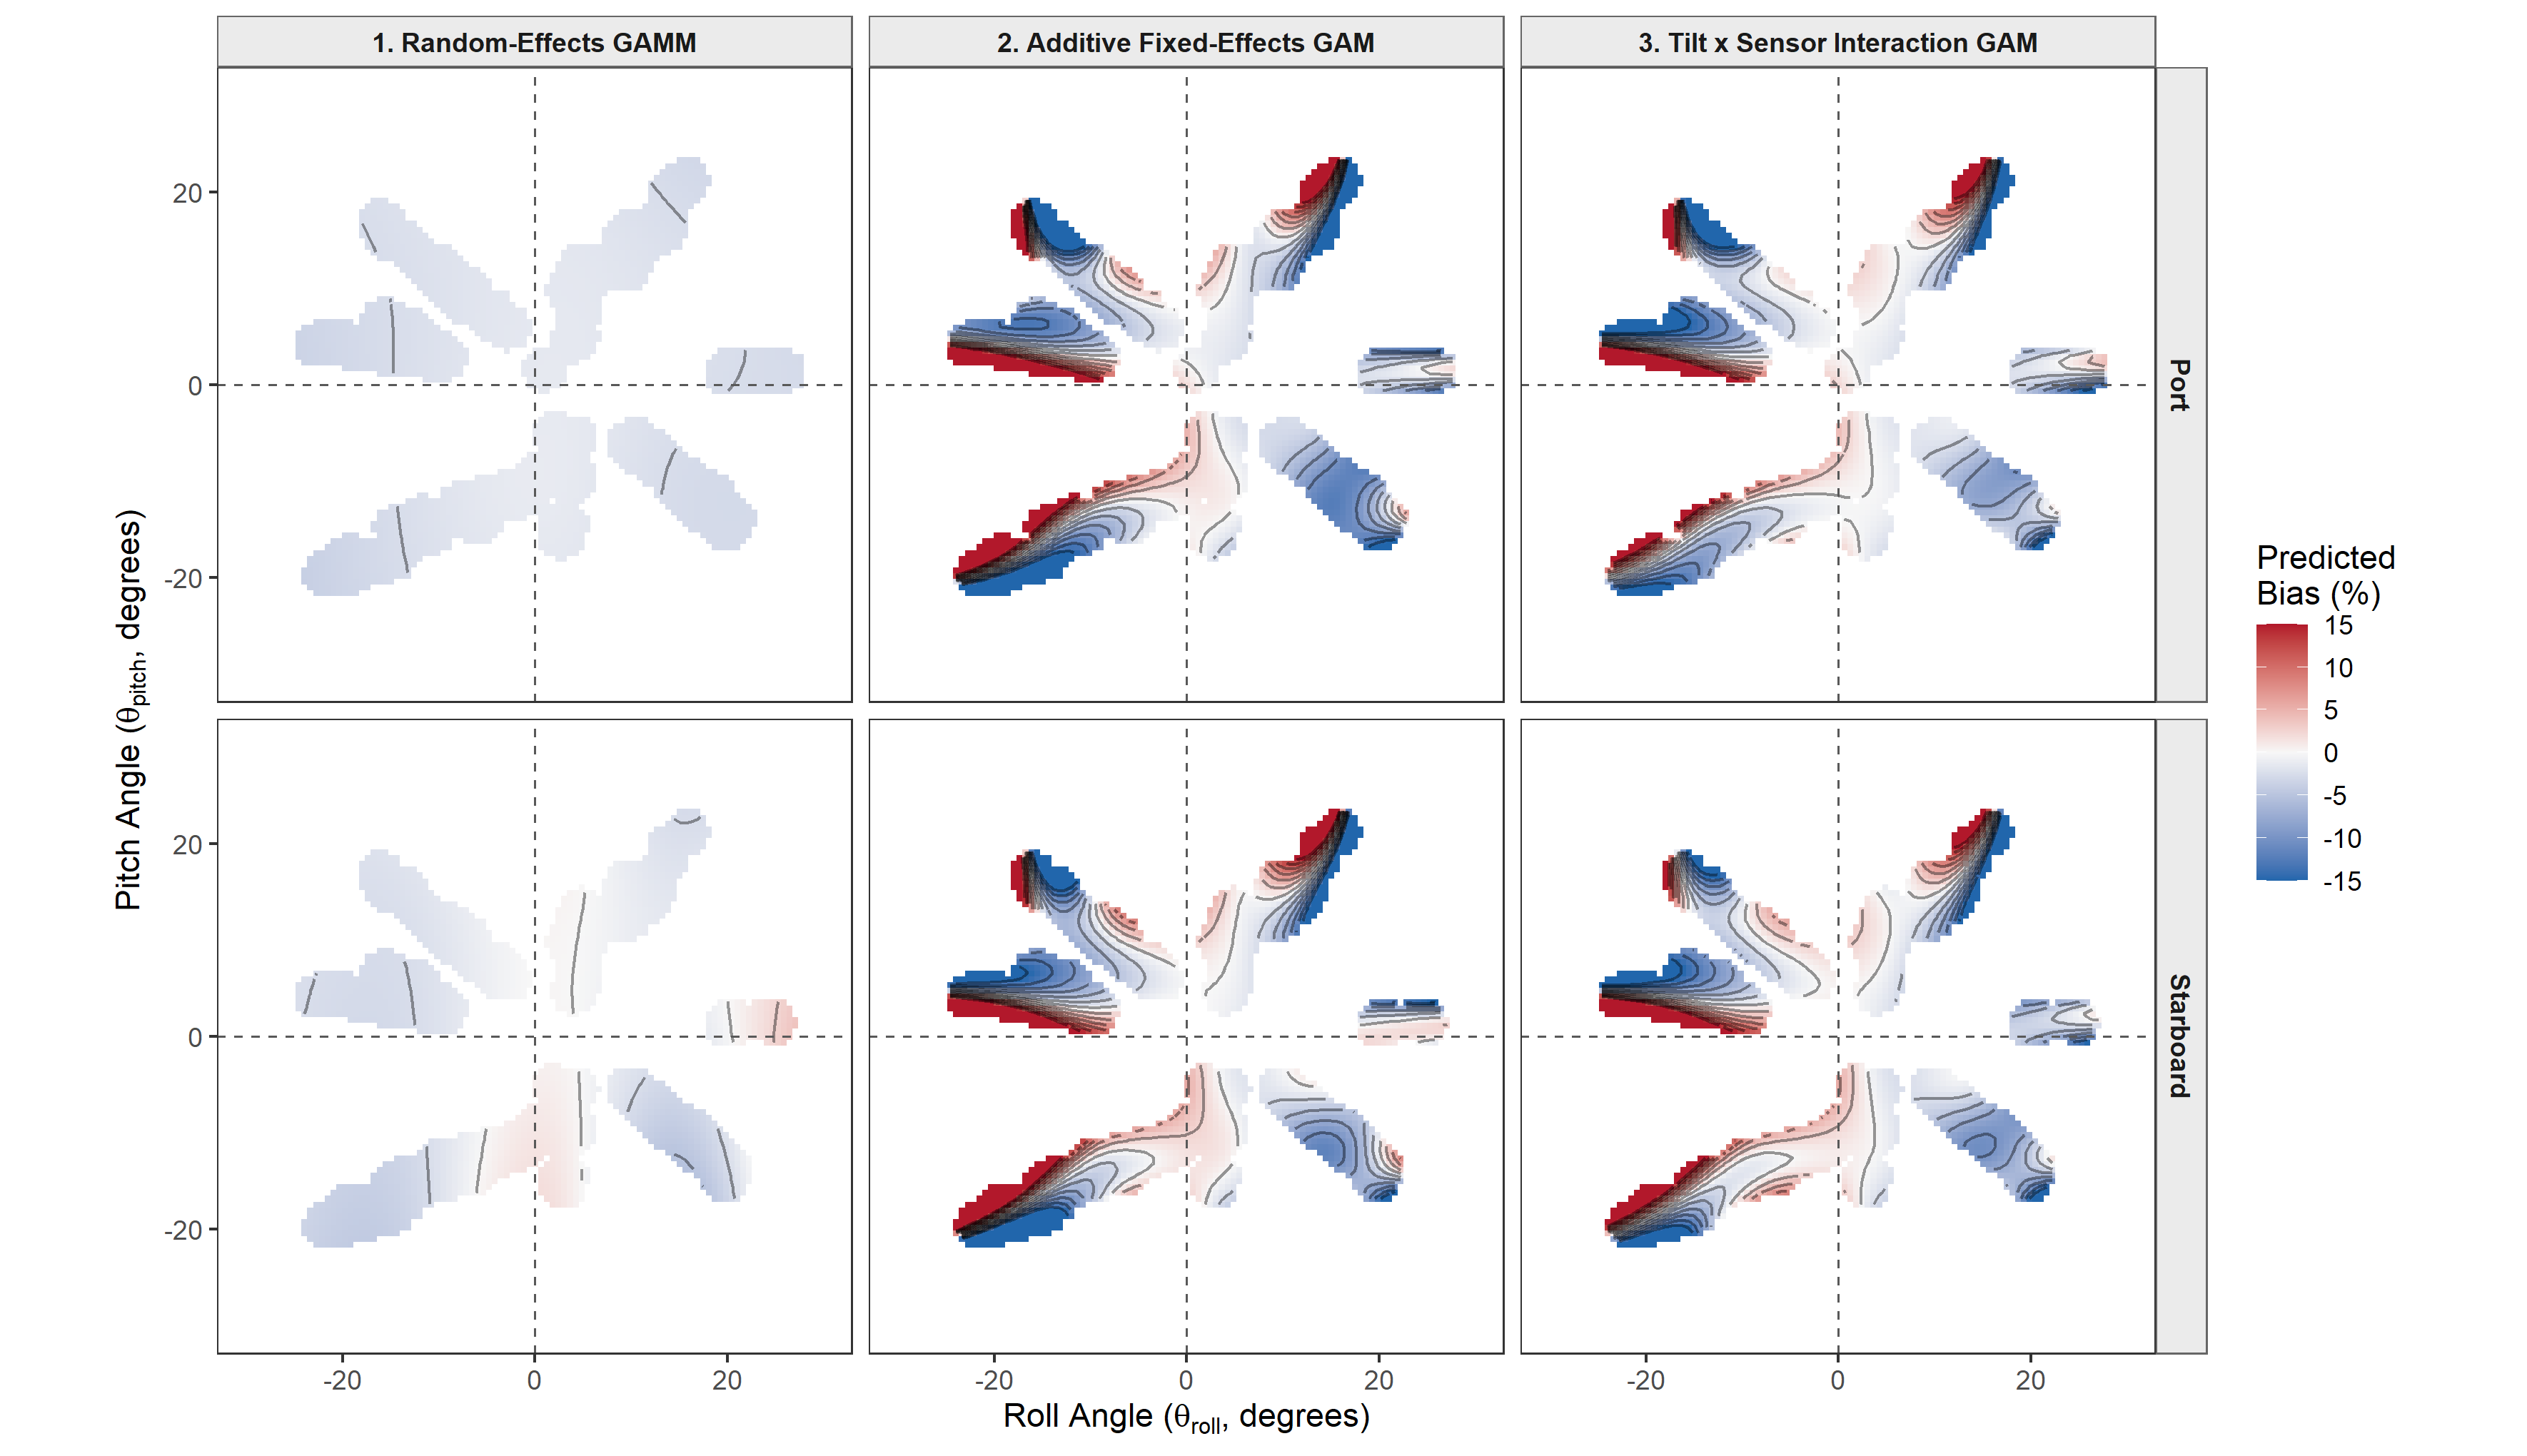 1. Random-Effects GAMM
2. Additive Fixed-Effects GAM
3. Tilt x Sensor Interaction GAM
20
0
-20
Port
20
0
-20
Starboard
Pitch Angle (θpitch, degrees)
-20 0 20
-20 0 20
-20 0 20
Roll Angle (θroll, degrees)
Predicted
Bias (%)
15
10
5
0
-5
-10
-15